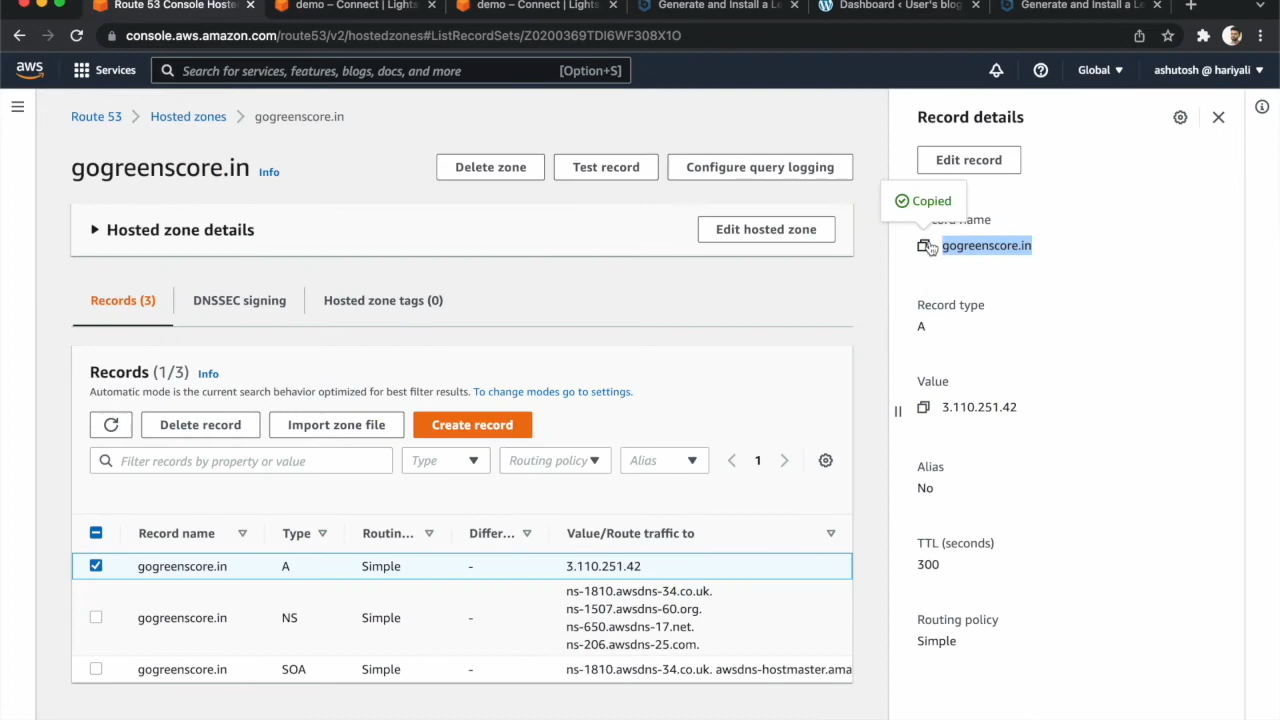 Route 53 Console Hoste
demo – Connect | Lights
demo – Connect | Lights
Generate and Install a Le
Dashboard ‹ User's blog
Generate and Install a Le
console.aws.amazon.com/route53/v2/hostedzones#ListRecordSets/Z0200369TDI6WF308X1O
aws
Services
Search for services, features, blogs, docs, and more
[Option+S]
Global
ashutosh @ hariyali
Route 53
Hosted zones
gogreenscore.in
gogreenscore.in
Info
Delete zone
Test record
Configure query logging
Hosted zone details
Edit hosted zone
Records (3)
DNSSEC signing
Hosted zone tags (0)
Records (1/3)
Info
Automatic mode is the current search behavior optimized for best filter results. To change modes go to settings.
Delete record
Import zone file
Create record
Filter records by property or value
Type
Routing policy
Alias
1
Record name
Type
Routin...
Differ...
Value/Route traffic to
gogreenscore.in
A
Simple
-
3.110.251.42
gogreenscore.in
NS
Simple
-
ns-1810.awsdns-34.co.uk.
ns-1507.awsdns-60.org.
ns-650.awsdns-17.net.
ns-206.awsdns-25.com.
gogreenscore.in
SOA
Simple
-
ns-1810.awsdns-34.co.uk. awsdns-hostmaster.ama
Record details
Edit record
Copied
name
gogreenscore.in
Record type
A
Value
3.110.251.42
Alias
No
TTL (seconds)
300
Routing policy
Simple